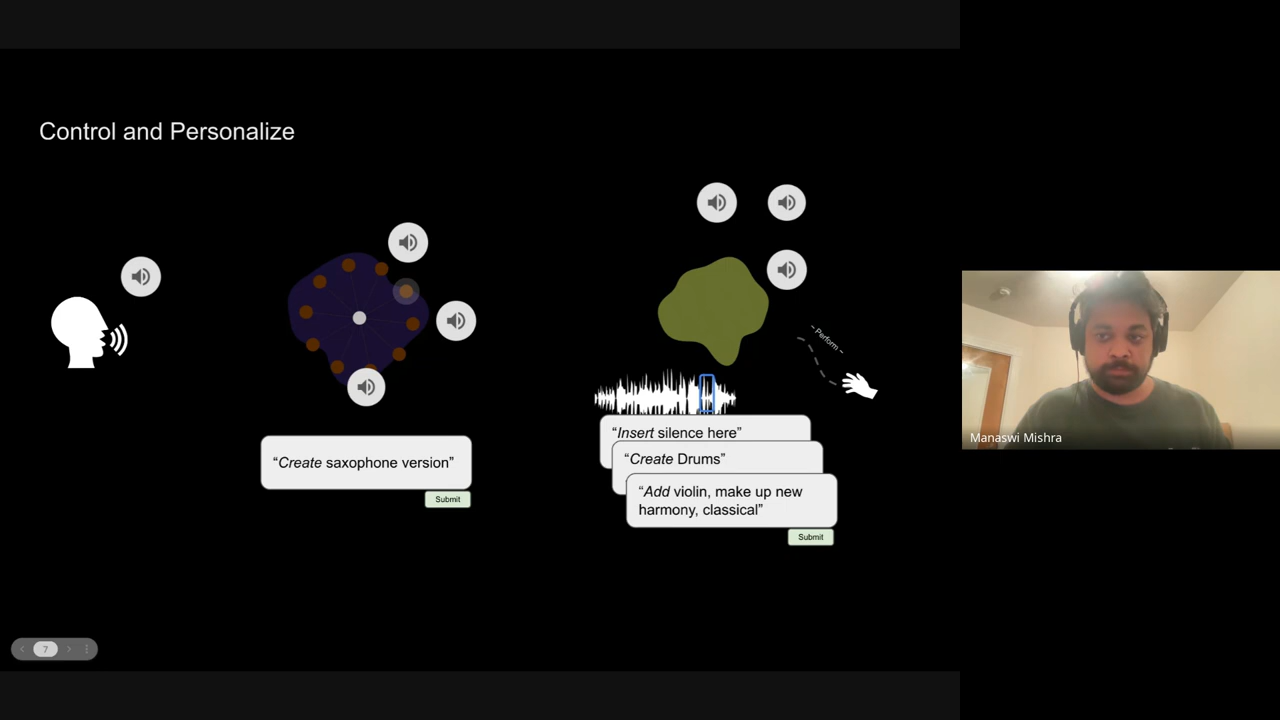 Control and Personalize
~ Perform ~
“Insert silence here”
“Create Drums”
“Create saxophone version”
“Add violin, make up new
harmony, classical”
Submit
Submit
Manaswi Mishra
7